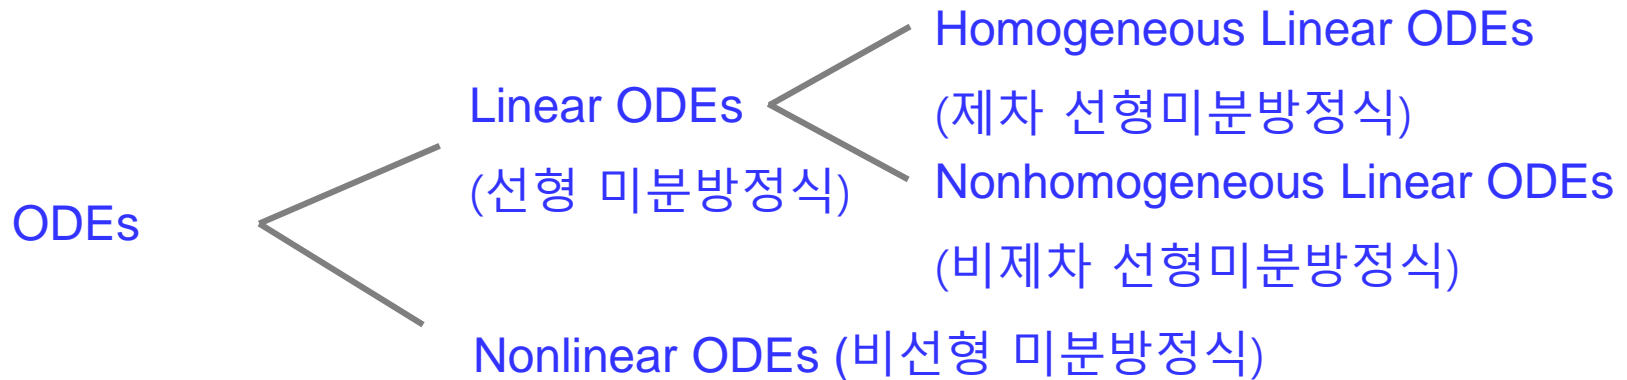 ODEs
Linear ODEs
(선형 미분방정식)
Homogeneous Linear ODEs
(제차 선형미분방정식)
Nonhomogeneous Linear ODEs
(비제차 선형미분방정식)
Nonlinear ODEs (비선형 미분방정식)